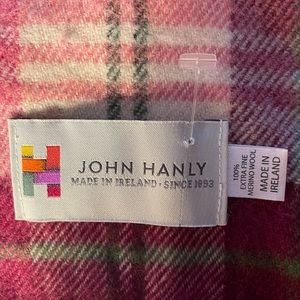 JOHN HANLY
MADE IN IRELAND · SINCE 1893
100%
EXTRA FINE
MERINO WOOL
MADE IN
IRELAND